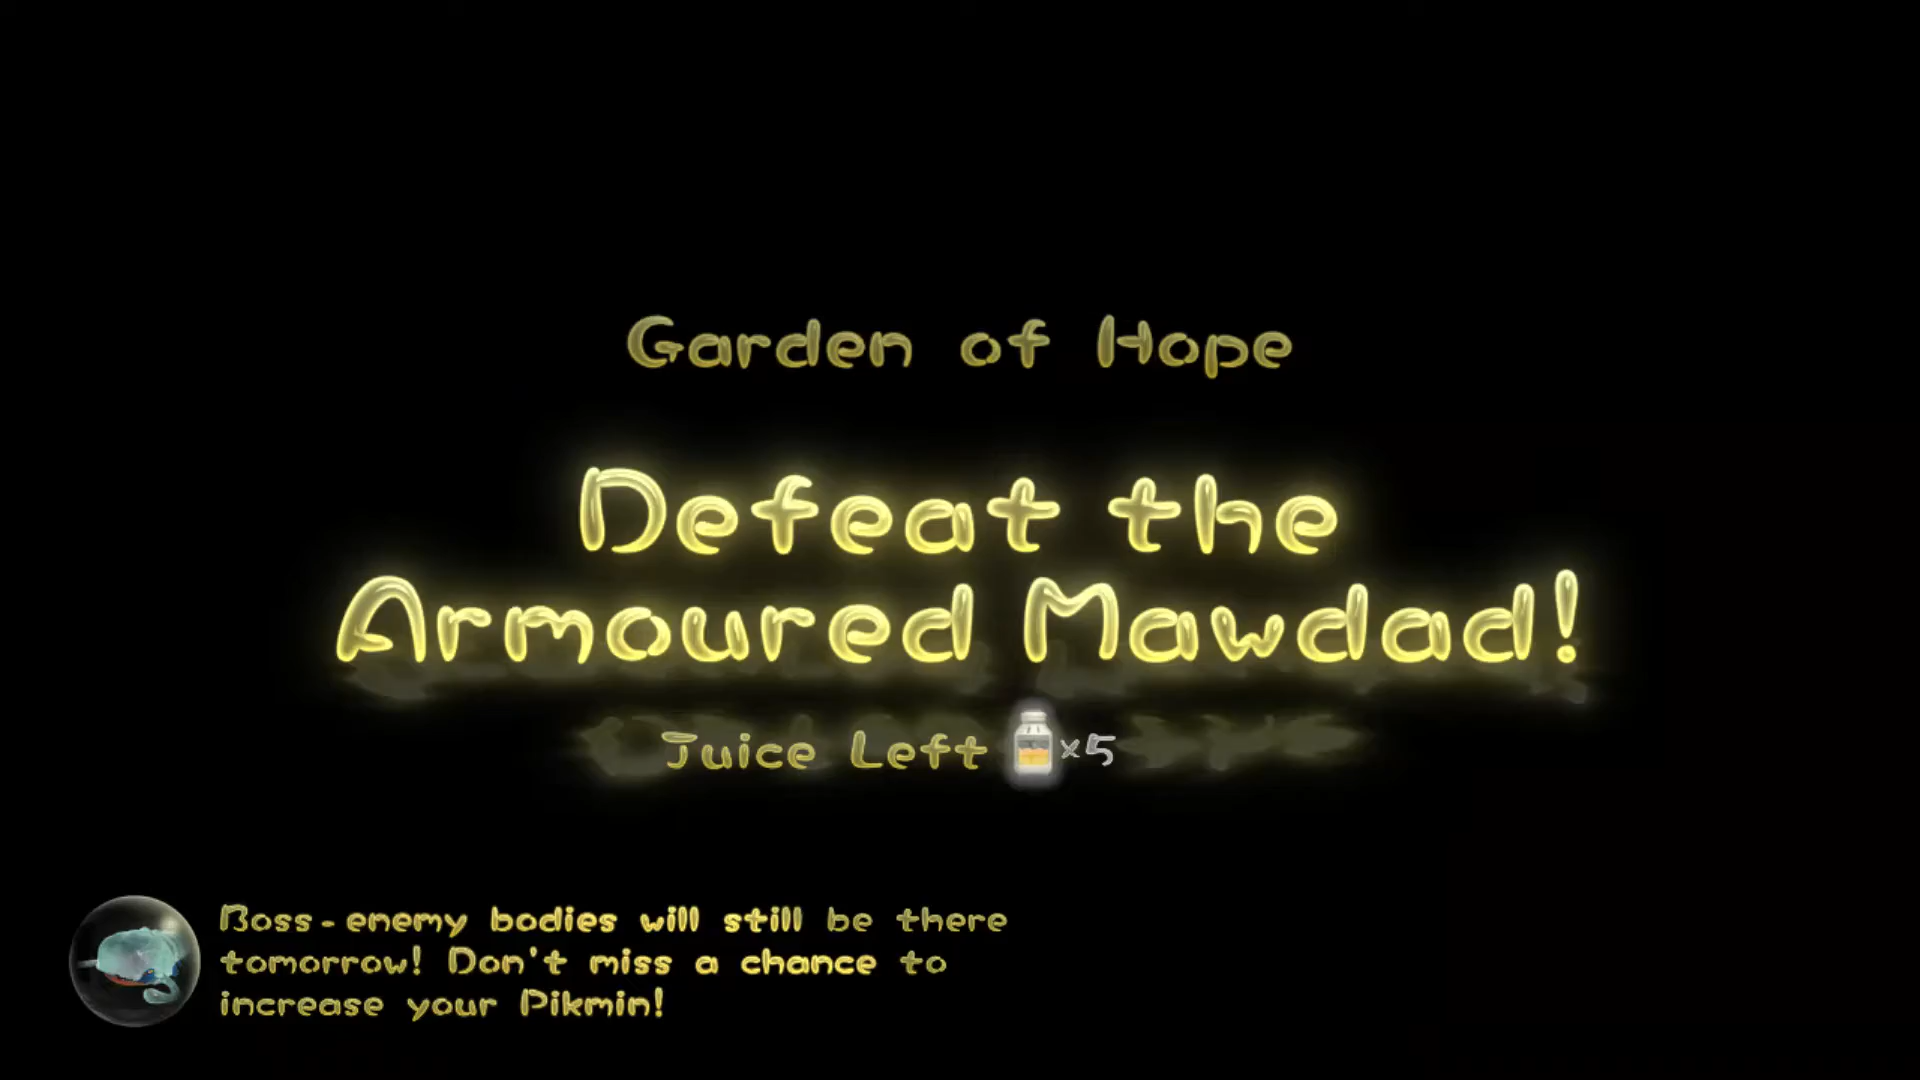 Garden of Hope
Defeat the
Armoured Mawdad!
Juice Left x5
Boss-enemy bodies will still be there
tomorrow! Don't miss a chance to
increase your Pikmin!